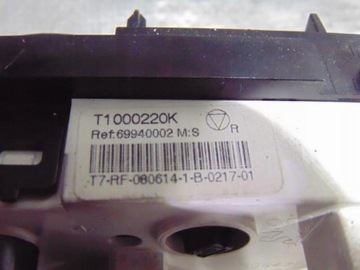 T1000220K
Ref:69940002 M:S
R
T7-RF-080614-1-B-0217-01